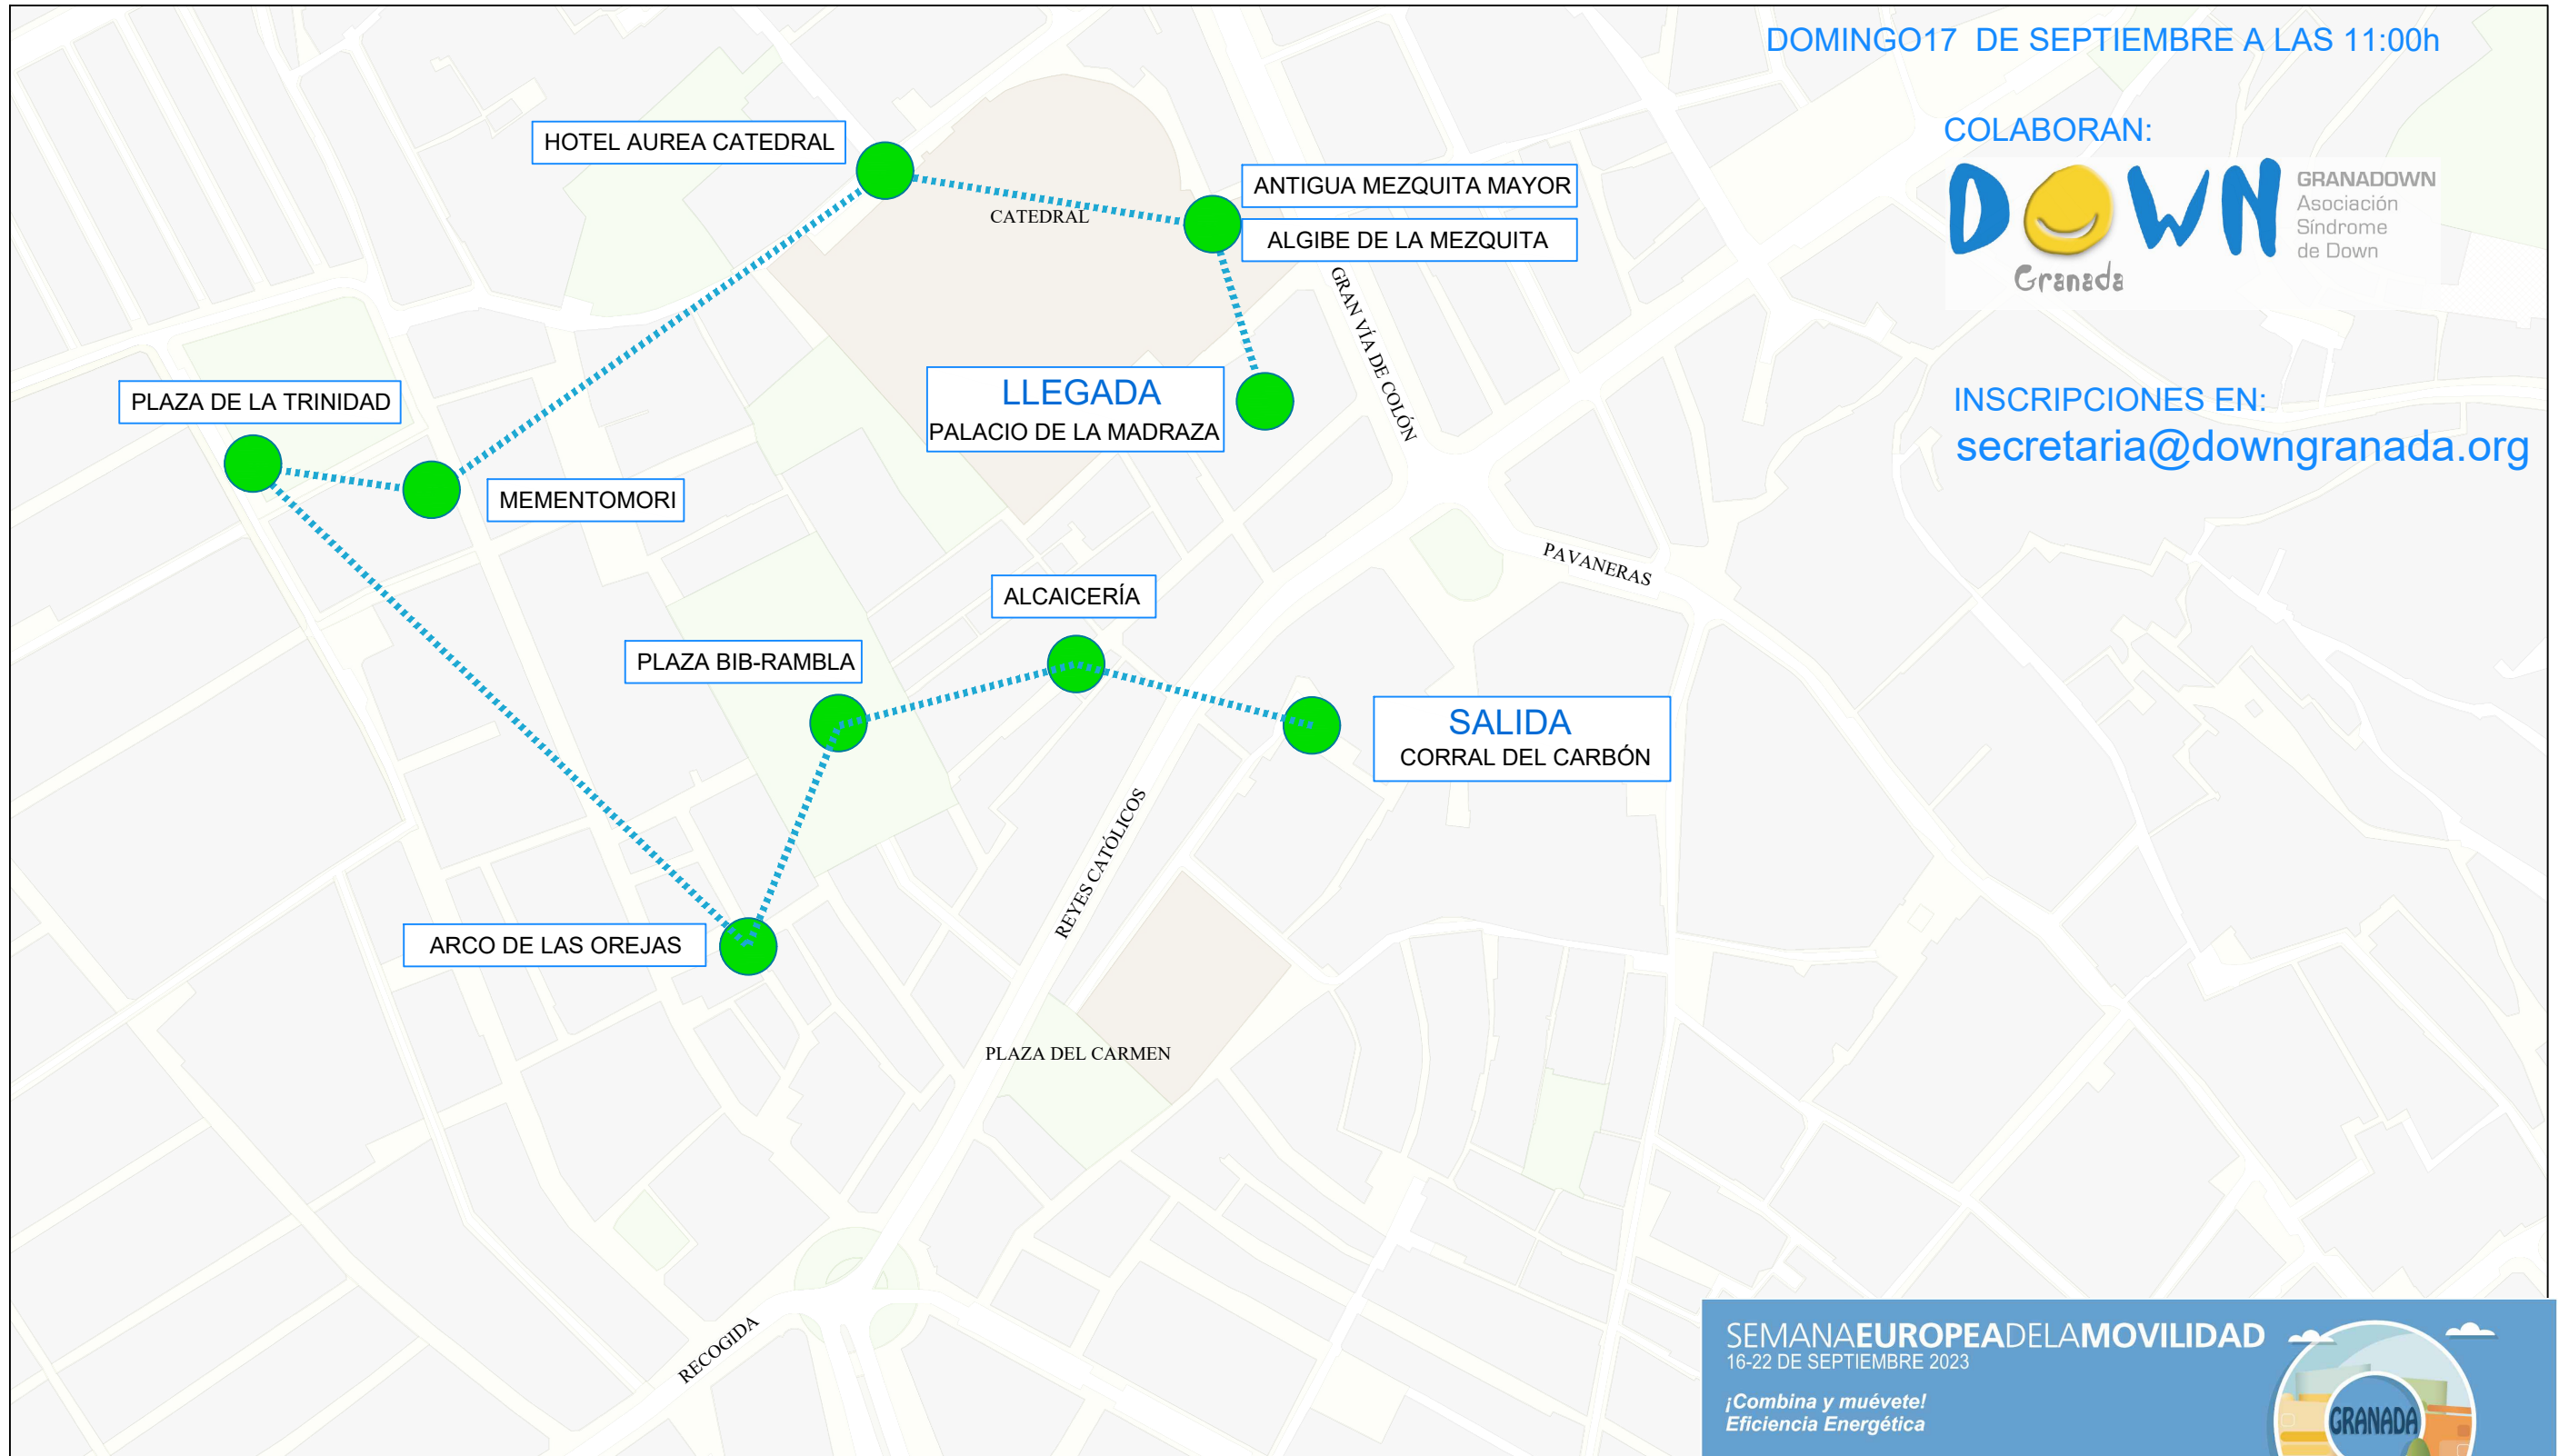 DOMINGO17 DE SEPTIEMBRE A LAS 11:00h
COLABORAN:
DOWN
Granada
GRANADOWN
Asociación
Síndrome
de Down
INSCRIPCIONES EN:
secretaria@downgranada.org
HOTEL AUREA CATEDRAL
CATEDRAL
ANTIGUA MEZQUITA MAYOR
ALGIBE DE LA MEZQUITA
GRAN VÍA DE COLÓN
LLEGADA
PALACIO DE LA MADRAZA
PLAZA DE LA TRINIDAD
MEMENTOMORI
PAVANERAS
ALCAICERÍA
PLAZA BIB-RAMBLA
SALIDA
CORRAL DEL CARBÓN
REYES CATÓLICOS
ARCO DE LAS OREJAS
PLAZA DEL CARMEN
RECOGIDA
SEMANAEUROPEADELAMOVILIDAD
16-22 DE SEPTIEMBRE 2023
¡Combina y muévete!
Eficiencia Energética
GRANADA